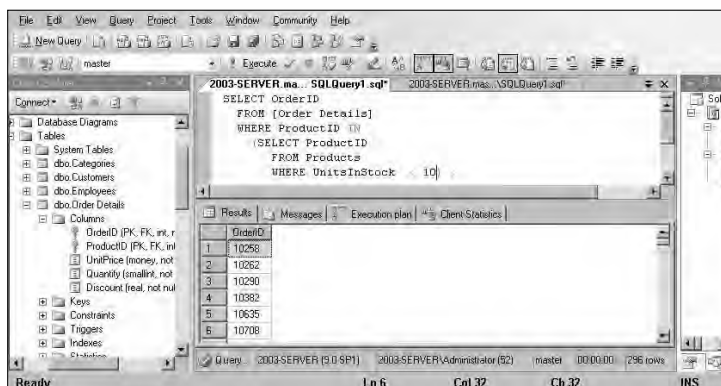 File Edit View Query Project Tools Window Community Help
New Query
master Execute
Connect
2003-SERVER.ma... SQLQuery1.sql* 2003-SERVER.mas...\SQLQuery1.sql*
SELECT OrderID
FROM [Order Details]
WHERE ProductID IN
(SELECT ProductID
FROM Products
WHERE UnitsInStock < 10)
Database Diagrams
Tables
System Tables
dbo.Categories
dbo.Customers
dbo.Employees
dbo.Order Details
Columns
OrderID (PK, FK, int, r
ProductID (PK, FK, int
UnitPrice (money, not
Quantity (smallint, not
Discount (real, not nul
Keys
Constraints
Triggers
Indexes
Statistics
Results Messages Execution plan Client Statistics
OrderID
1 10258
2 10262
3 10290
4 10382
5 10635
6 10708
Query 2003-SERVER (9.0 SP1) 2003-SERVER\Administrator (52) master 00:00:00 296 rows
Ready Ln 6 Col 32 Ch 32 INS